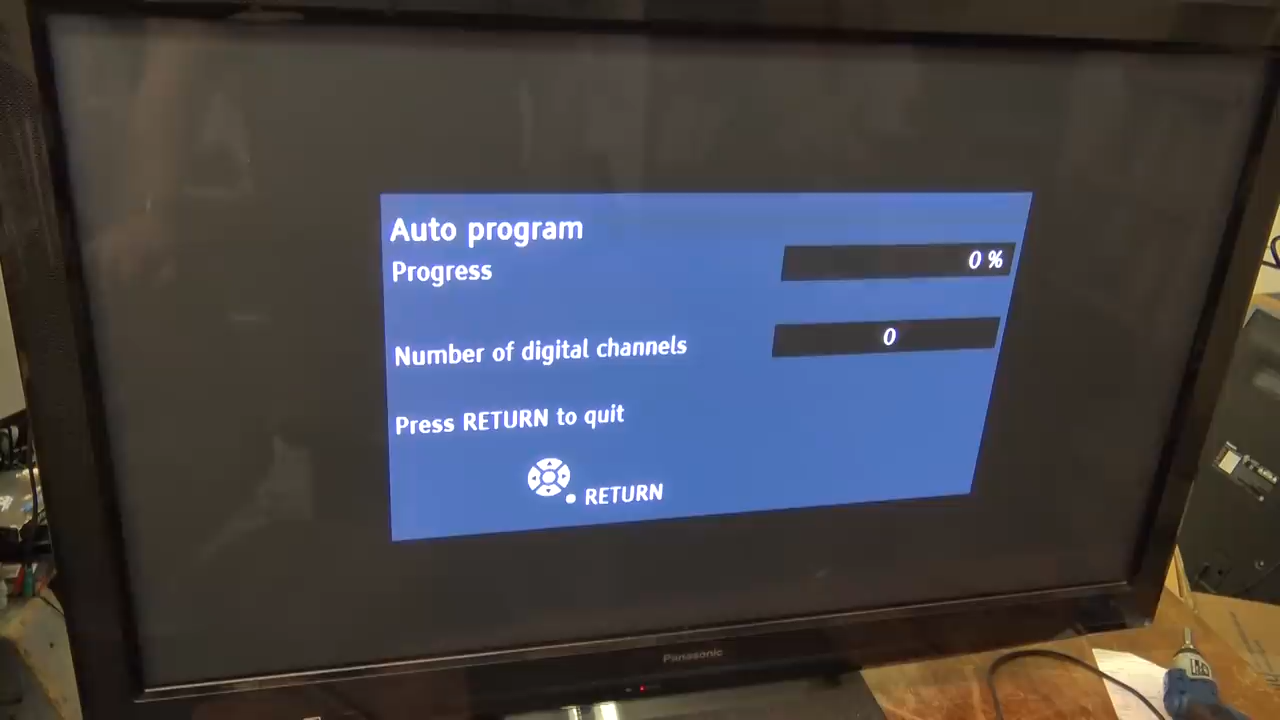 Auto program
Progress 0 %
Number of digital channels 0
Press RETURN to quit
RETURN
Panasonic